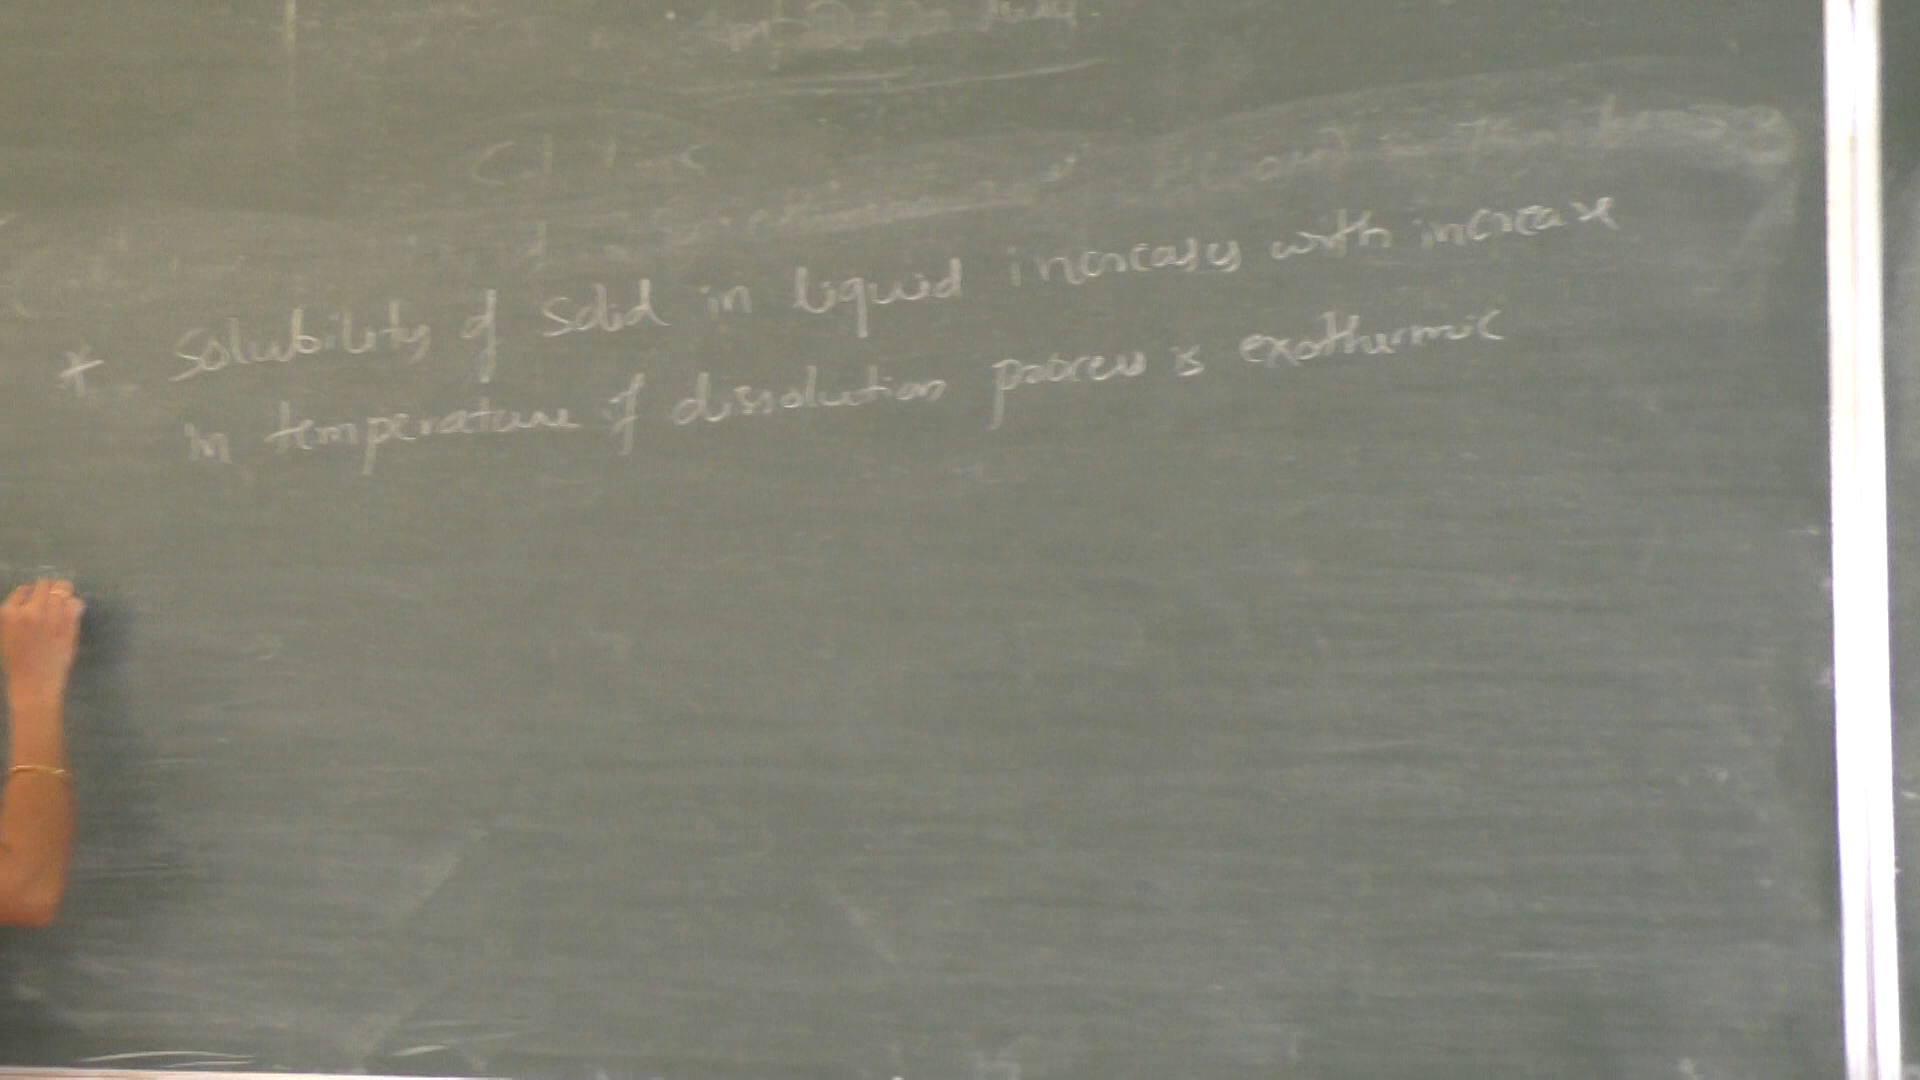 * Solubility of Solid in liquid increases with increase
in temperature if dissolution process is exothermic